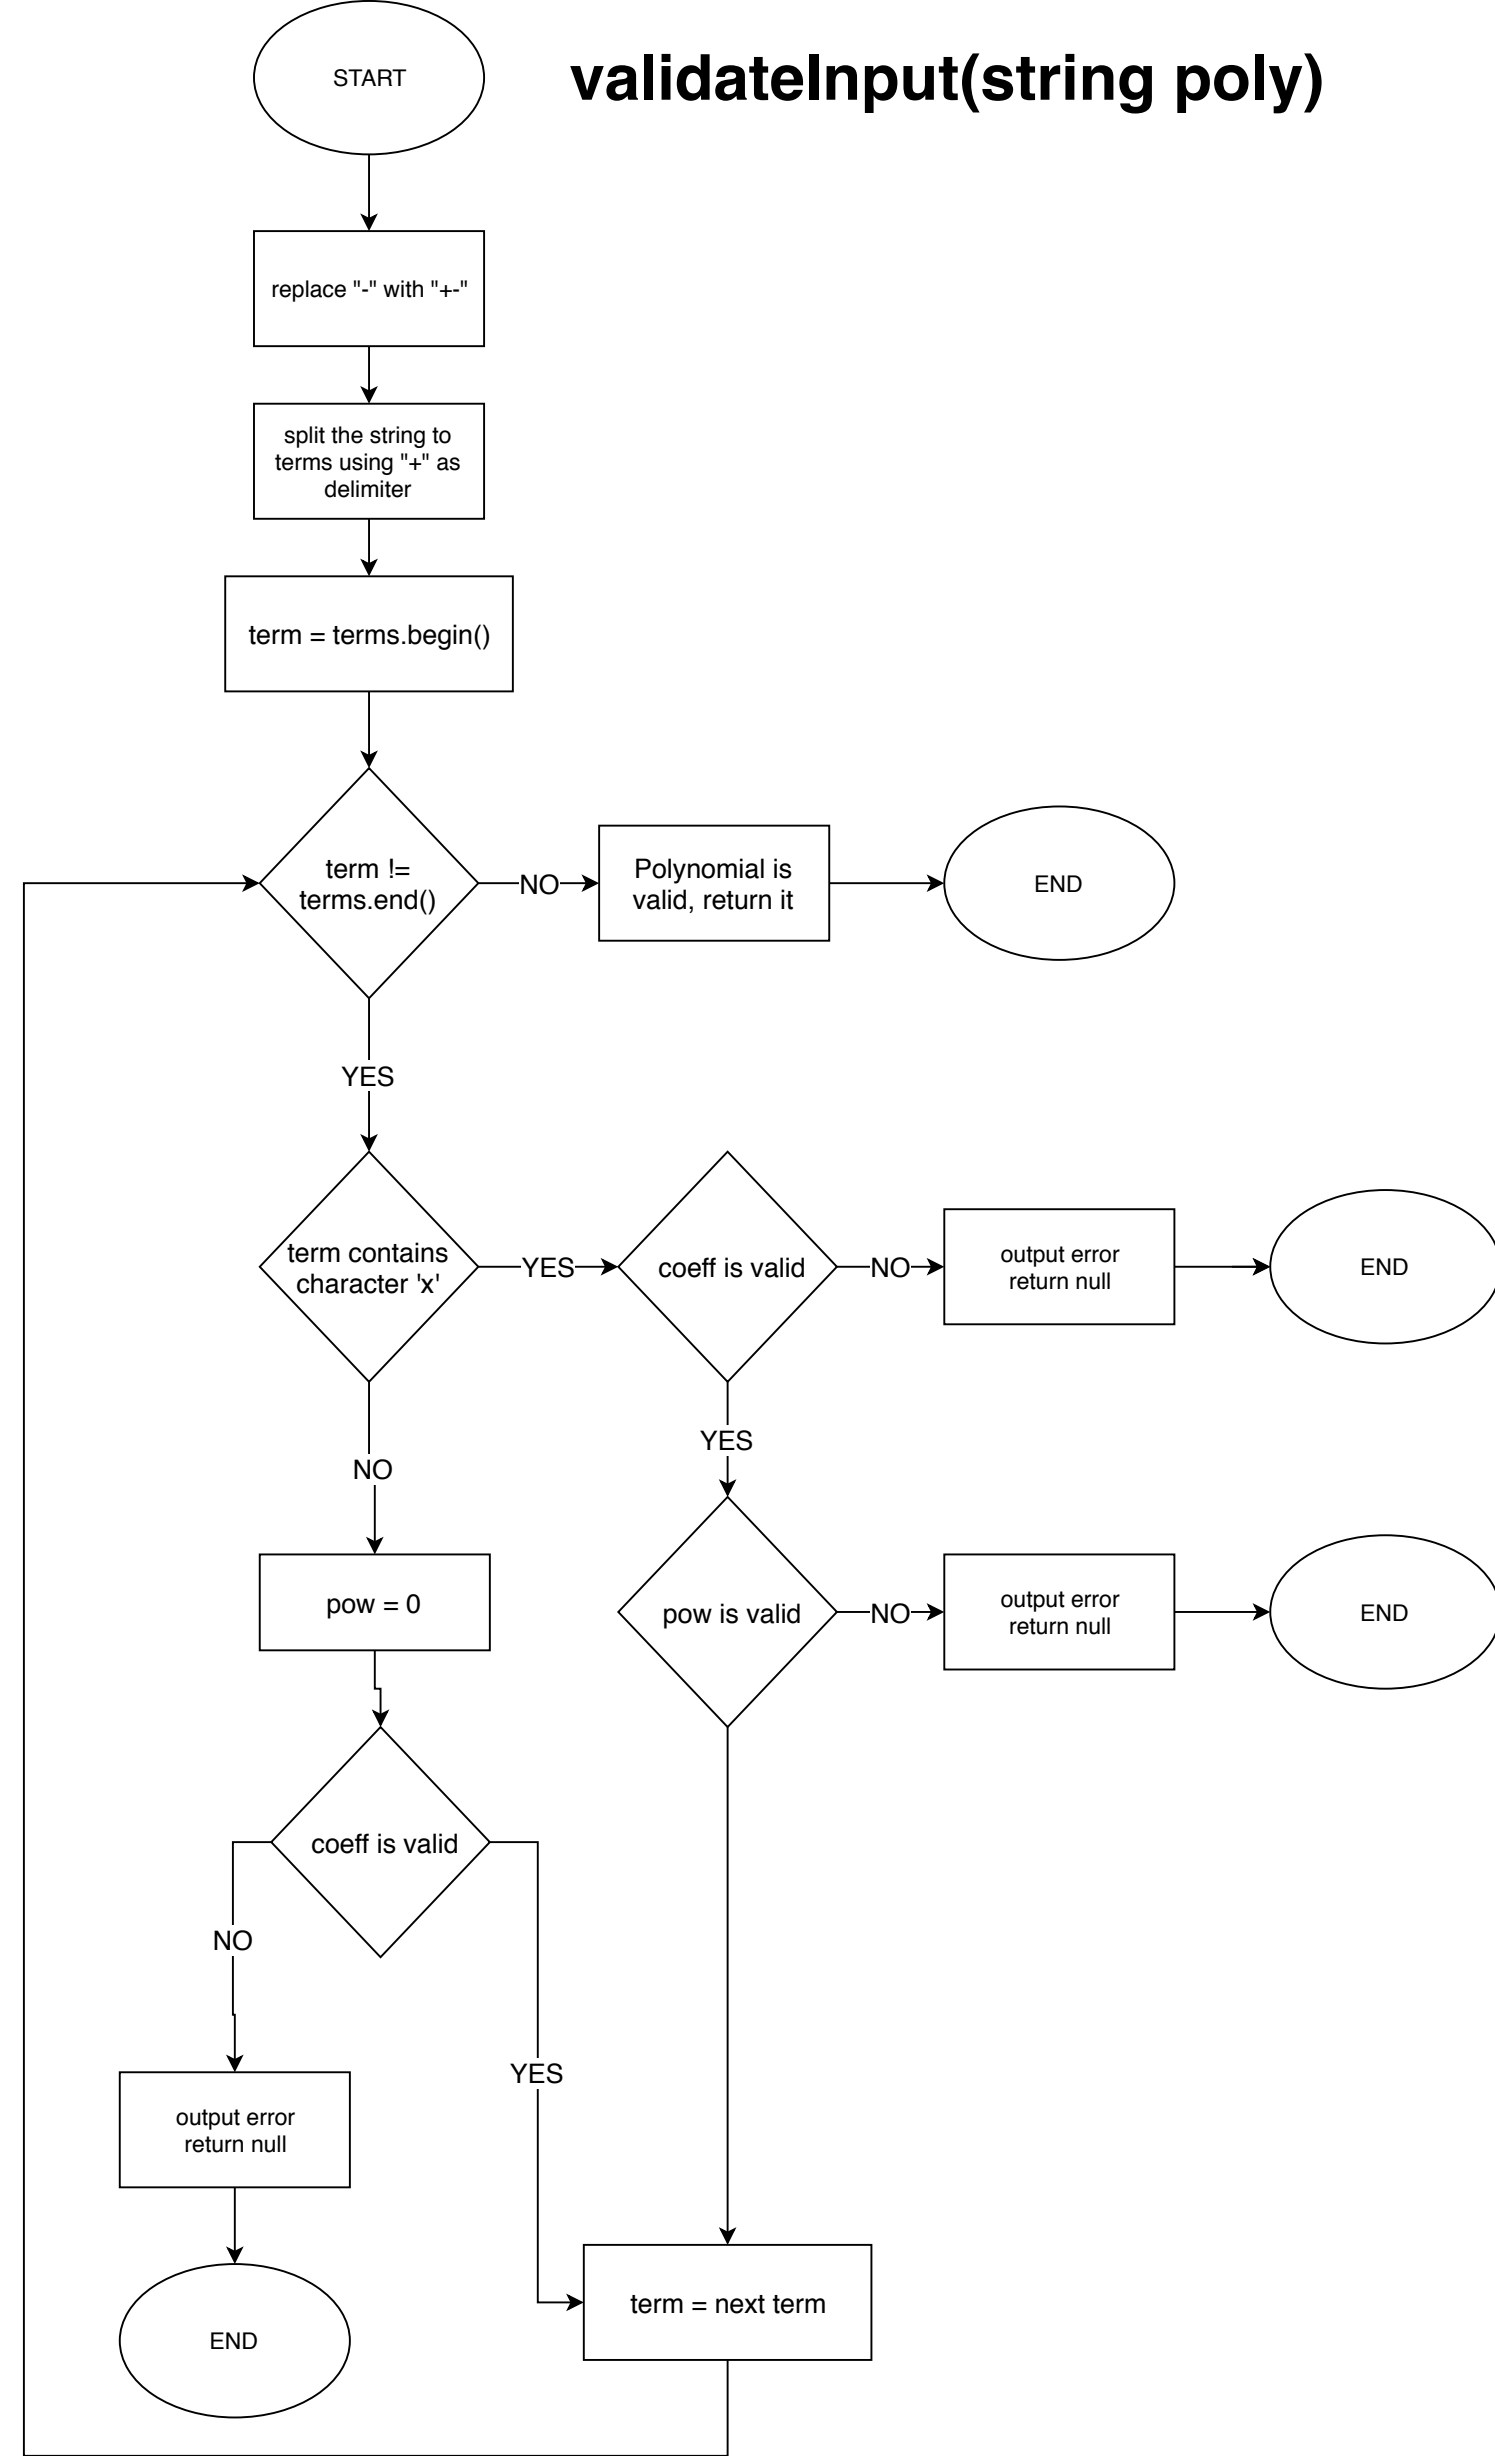 START
validateInput(string poly)
replace "-" with "+-"
split the string to
terms using "+" as
delimiter
term = terms.begin()
term !=
terms.end()
NO
Polynomial is
valid, return it
END
YES
term contains
character 'x'
YES
coeff is valid
NO
output error
return null
END
YES
NO
pow = 0
pow is valid
NO
output error
return null
END
coeff is valid
NO
YES
output error
return null
term = next term
END